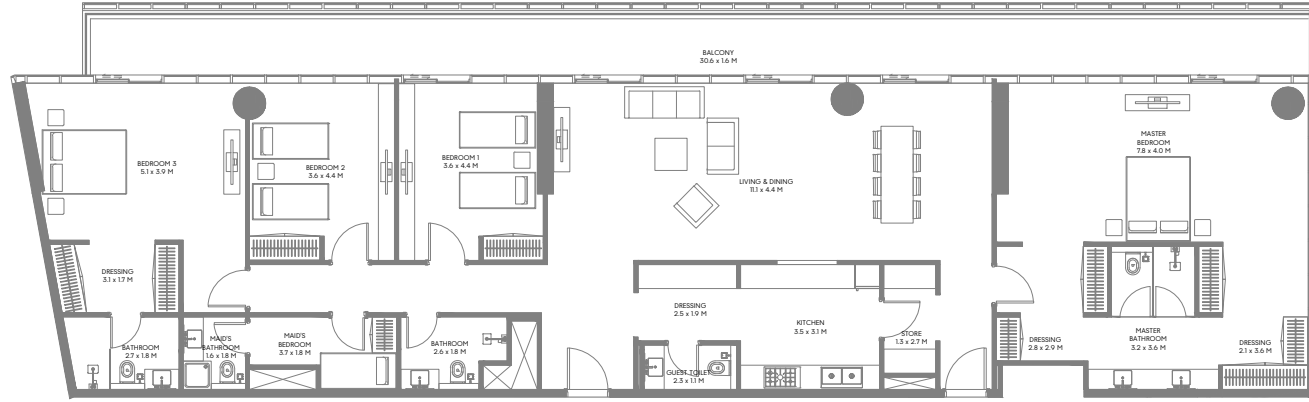 BALCONY
30.6 x 1.6 M
MASTER
BEDROOM
7.8 x 4.0 M
BEDROOM 3
5.1 x 3.9 M
BEDROOM 2
3.6 x 4.4 M
BEDROOM 1
3.6 x 4.4 M
LIVING & DINING
11.1 x 4.4 M
DRESSING
3.1 x 1.7 M
DRESSING
2.5 x 1.9 M
KITCHEN
3.5 x 3.1 M
STORE
1.3 x 2.7 M
BATHROOM
2.7 x 1.8 M
MAID'S
BATHROOM
1.6 x 1.8 M
MAID'S
BEDROOM
3.7 x 1.8 M
BATHROOM
2.6 x 1.8 M
GUEST TOILET
2.3 x 1.1 M
DRESSING
2.8 x 2.9 M
MASTER
BATHROOM
3.2 x 3.6 M
DRESSING
2.1 x 3.6 M